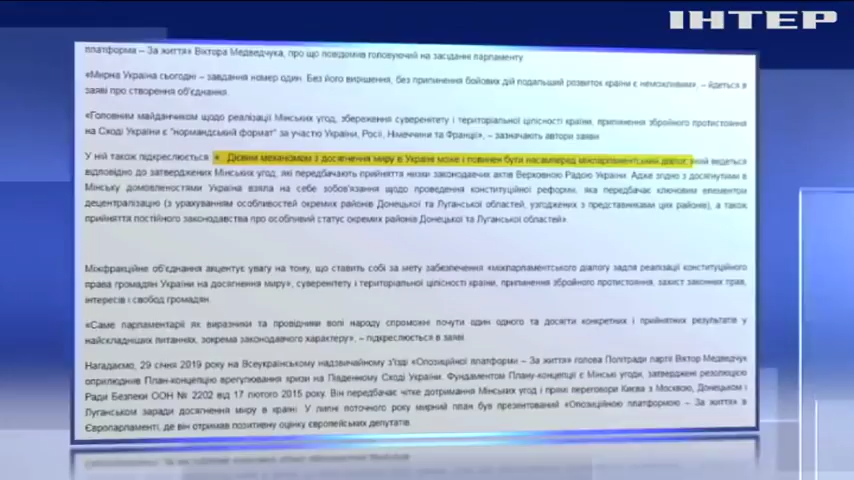 ІНТЕР
платформа – За життя» Віктора Медведчука, про що повідомив головуючий на засіданні парламенту
«Мирна Україна сьогодні – завдання номер один. Без його вирішення, без припинення бойових дій подальший розвиток країни є неможливим», – йдеться в
заяві про створення об'єднання.
«Головним майданчиком щодо реалізації Мінських угод, збереження суверенітету і територіальної цілісності країни, припинення збройного протистояння
на Сході України є "нормандський формат" за участю України, Росії, Німеччини та Франції», – зазначають автори заяви
У ній також підкреслюється: « Дієвим механізмом з досягнення миру в Україні може і повинен бути насамперед міжпарламентський діалог, який ведеться
відповідно до затверджених Мінських угод, які передбачають прийняття низки законодавчих актів Верховною Радою України. Адже згідно з досягнутими в
Мінську домовленостями Україна взяла на себе зобов'язання щодо проведення конституційної реформи, яка передбачає ключовим елементом
децентралізацію (з урахуванням особливостей окремих районів Донецької та Луганської областей, узгоджених з представниками цих районів), а також
прийняття постійного законодавства про особливий статус окремих районів Донецької та Луганської областей».
Міжфракційне об'єднання акцентує увагу на тому, що ставить собі за мету забезпечення «міжпарламентського діалогу задля реалізації конституційного
права громадян України на досягнення миру», суверенітету і територіальної цілісності країни, припинення збройного протистояння, захист законних прав,
інтересів і свобод громадян.
«Саме парламентарії як виразники та провідники волі народу спроможні почути один одного та досягти конкретних і прийнятних результатів у
найскладніших питаннях, зокрема законодавчого характеру», – підкреслюється в заяві.
Нагадаємо, 29 січня 2019 року на Всеукраїнському надзвичайному з'їзді «Опозиційної платформи – За життя» голова Політради партії Віктор Медведчук
оприлюднив План-концепцію врегулювання кризи на Південному Сході України. Фундаментом Плану-концепції є Мінські угоди, затверджені резолюцією
Ради Безпеки ООН № 2202 від 17 лютого 2015 року. Він передбачає чітке дотримання Мінських угод і прямі переговори Києва з Москвою, Донецьком і
Луганськом заради досягнення миру в країні. У липні поточного року мирний план був презентований «Опозиційною платформою – За життя» в
Європарламенті, де він отримав позитивну оцінку європейських депутатів.